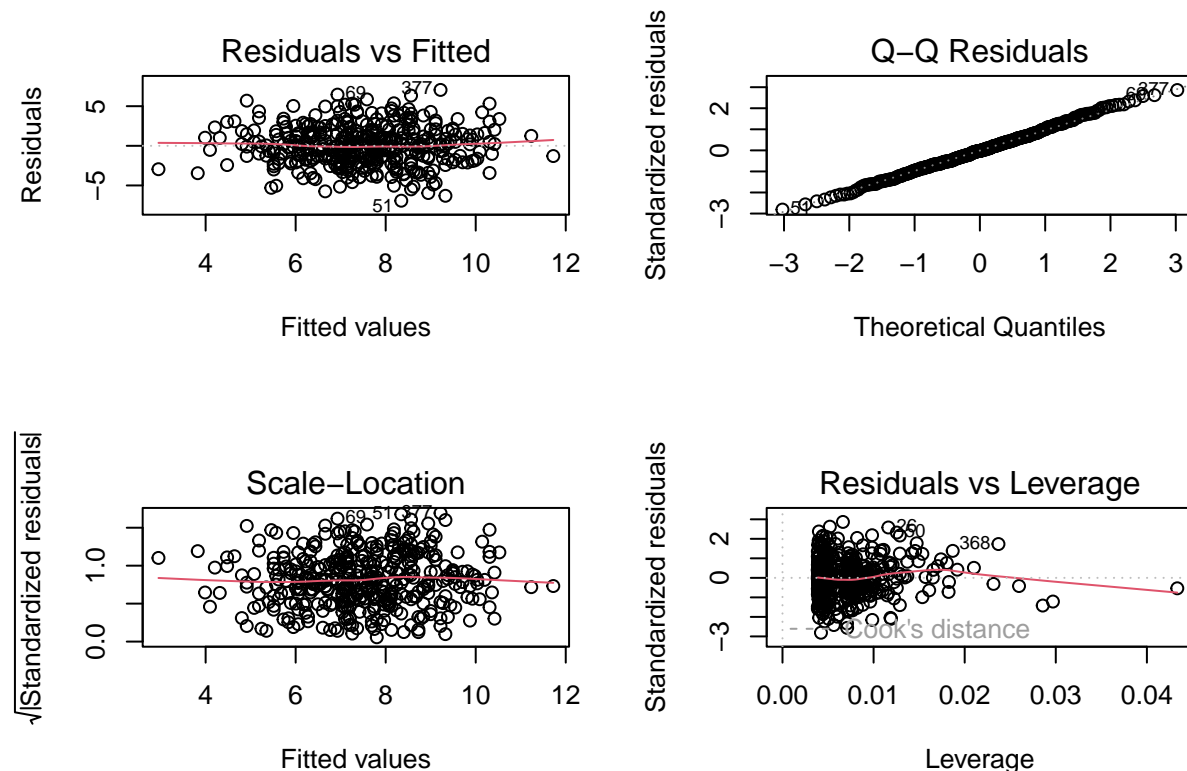 Residuals vs Fitted
Residuals
5
−5
69
377
51
4 6 8 10 12
Fitted values
Q−Q Residuals
Standardized residuals
2
0
−3
377
51
−3 −2 −1 0 1 2 3
Theoretical Quantiles
Scale−Location
√|Standardized residuals|
1.0
0.0
69
51
377
4 6 8 10 12
Fitted values
Residuals vs Leverage
Standardized residuals
2
0
−3
368
Cook's distance
0.00 0.01 0.02 0.03 0.04
Leverage